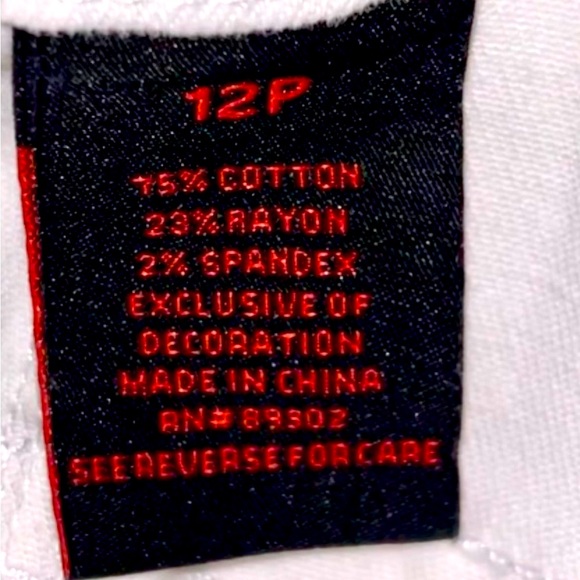 12P
75% COTTON
23% RAYON
2% SPANDEX
EXCLUSIVE OF
DECORATION
MADE IN CHINA
RN# 89302
SEE REVERSE FOR CARE